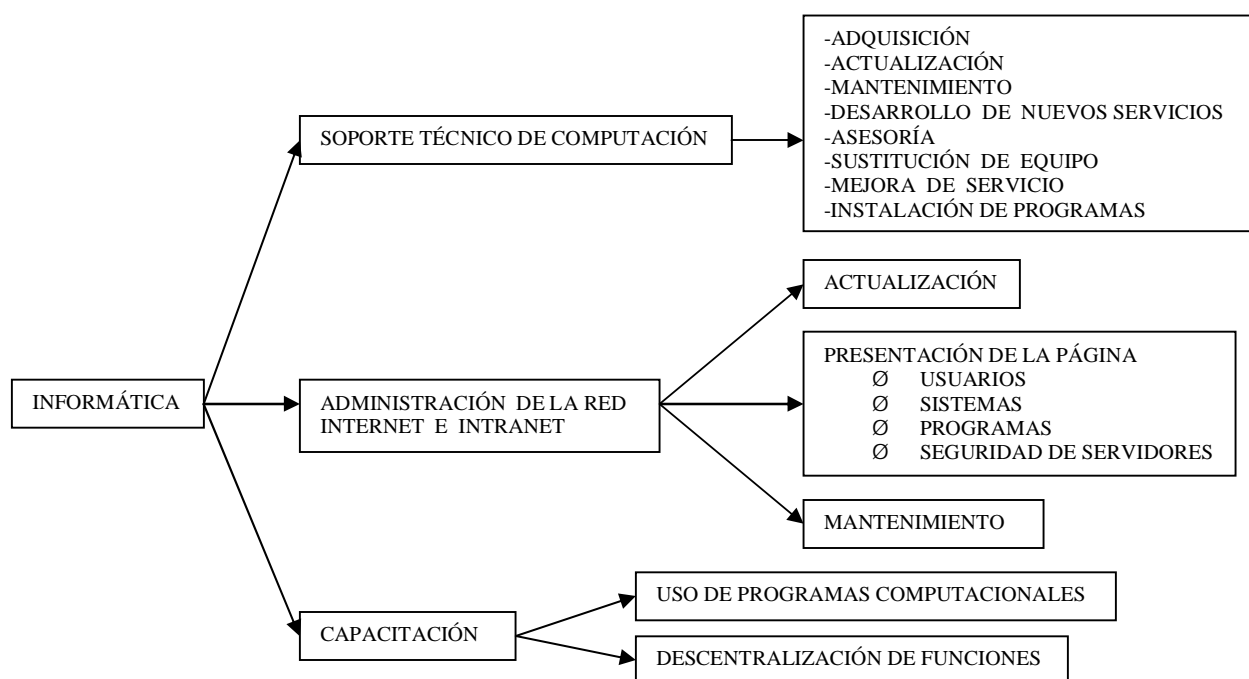 -ADQUISICIÓN
-ACTUALIZACIÓN
-MANTENIMIENTO
-DESARROLLO DE NUEVOS SERVICIOS
-ASESORÍA
-SUSTITUCIÓN DE EQUIPO
-MEJORA DE SERVICIO
-INSTALACIÓN DE PROGRAMAS
SOPORTE TÉCNICO DE COMPUTACIÓN
ACTUALIZACIÓN
PRESENTACIÓN DE LA PÁGINA
Ø USUARIOS
Ø SISTEMAS
Ø PROGRAMAS
Ø SEGURIDAD DE SERVIDORES
INFORMÁTICA
ADMINISTRACIÓN DE LA RED
INTERNET E INTRANET
MANTENIMIENTO
USO DE PROGRAMAS COMPUTACIONALES
CAPACITACIÓN
DESCENTRALIZACIÓN DE FUNCIONES